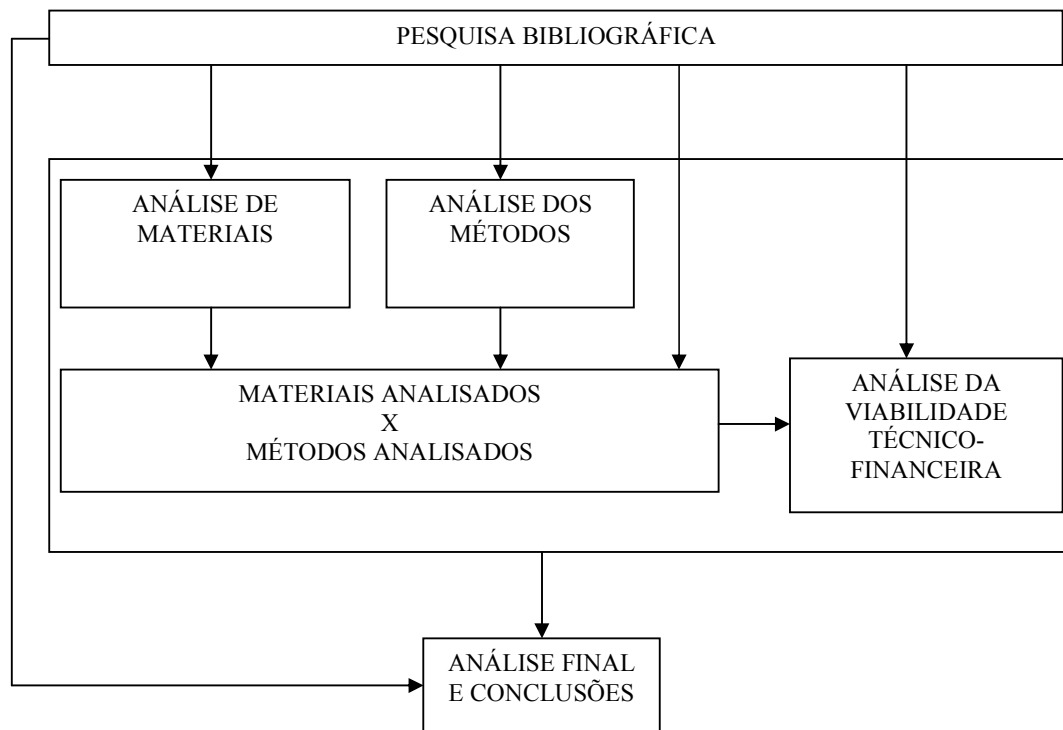 PESQUISA BIBLIOGRÁFICA
ANÁLISE DE
MATERIAIS
ANÁLISE DOS
MÉTODOS
MATERIAIS ANALISADOS
X
MÉTODOS ANALISADOS
ANÁLISE DA
VIABILIDADE
TÉCNICO-
FINANCEIRA
ANÁLISE FINAL
E CONCLUSÕES